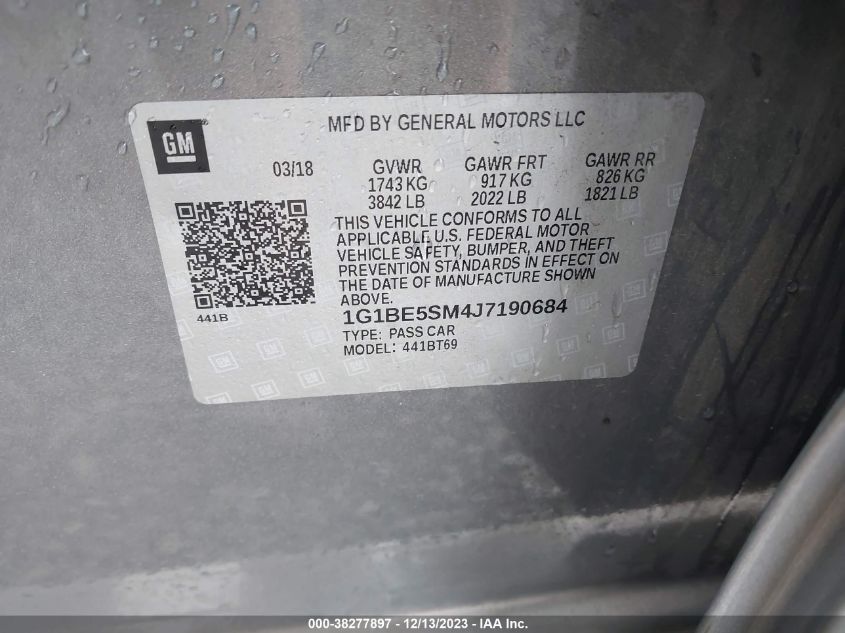 GM
MFD BY GENERAL MOTORS LLC
03/18
GVWR
1743 KG
3842 LB
GAWR FRT
917 KG
2022 LB
GAWR RR
826 KG
1821 LB
THIS VEHICLE CONFORMS TO ALL
APPLICABLE U.S. FEDERAL MOTOR
VEHICLE SAFETY, BUMPER, AND THEFT
PREVENTION STANDARDS IN EFFECT ON
THE DATE OF MANUFACTURE SHOWN
ABOVE.
441B
1G1BE5SM4J7190684
TYPE: PASS CAR
MODEL: 441BT69
000-38277897 - 12/13/2023 - IAA Inc.